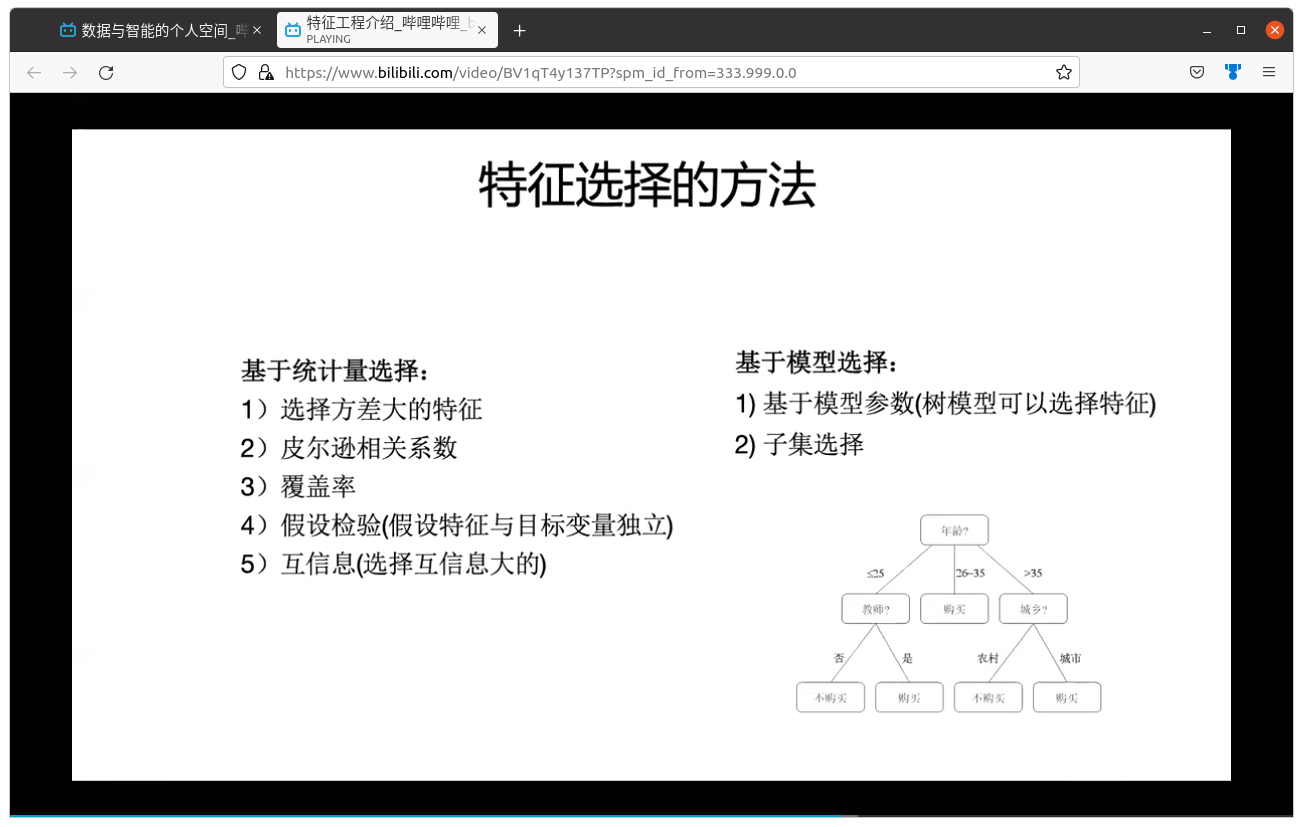 数据与智能的个人空间_哔
特征工程介绍_哔哩哔哩_b
PLAYING
https://www.bilibili.com/video/BV1qT4y137TP?spm_id_from=333.999.0.0
特征选择的方法
基于统计量选择：
1）选择方差大的特征
2）皮尔逊相关系数
3）覆盖率
4）假设检验(假设特征与目标变量独立)
5）互信息(选择互信息大的)
基于模型选择：
1) 基于模型参数(树模型可以选择特征)
2) 子集选择
年龄?
≤25
26~35
>35
教师?
购买
城乡?
否
是
农村
城市
不购买
购买
不购买
购买